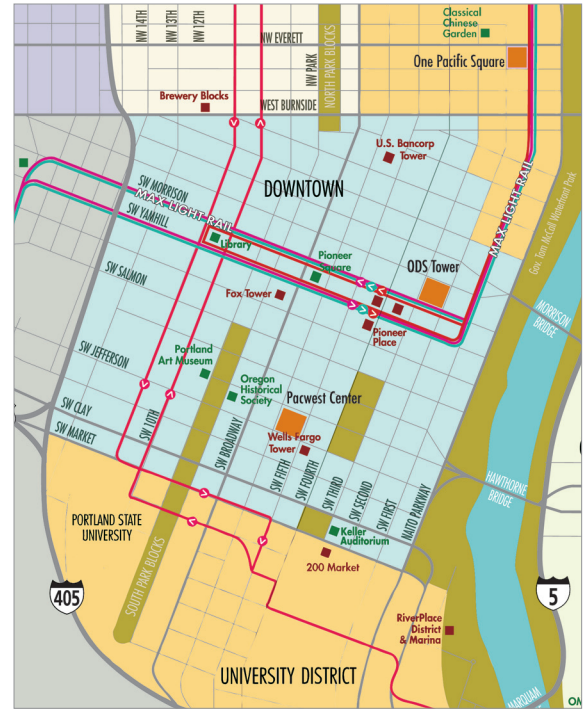 NW 14TH
NW 13TH
NW 12TH
NW EVERETT
NW PARK
NORTH PARK BLOCKS
Classical
Chinese
Garden
One Pacific Square
Brewery Blocks
WEST BURNSIDE
U.S. Bancorp
Tower
DOWNTOWN
SW MORRISON
MAX LIGHT RAIL
SW YAMHILL
Library
MAX LIGHT RAIL
Gov. Tom McCall Waterfront Park
Pioneer
Square
ODS Tower
SW SALMON
Fox Tower
Pioneer
Place
MORRISON
BRIDGE
SW JEFFERSON
Portland
Art Museum
Oregon
Historical
Society
Pacwest Center
SW CLAY
SW MARKET
SW 10TH
SW BROADWAY
Wells Fargo
Tower
SW FIFTH
SW FOURTH
SW THIRD
SW SECOND
SW FIRST
NAITO PARKWAY
HAWTHORNE
BRIDGE
PORTLAND STATE
UNIVERSITY
SOUTH PARK BLOCKS
Keller
Auditorium
200 Market
405
5
RiverPlace
District
& Marina
UNIVERSITY DISTRICT
MARQUAM
OM